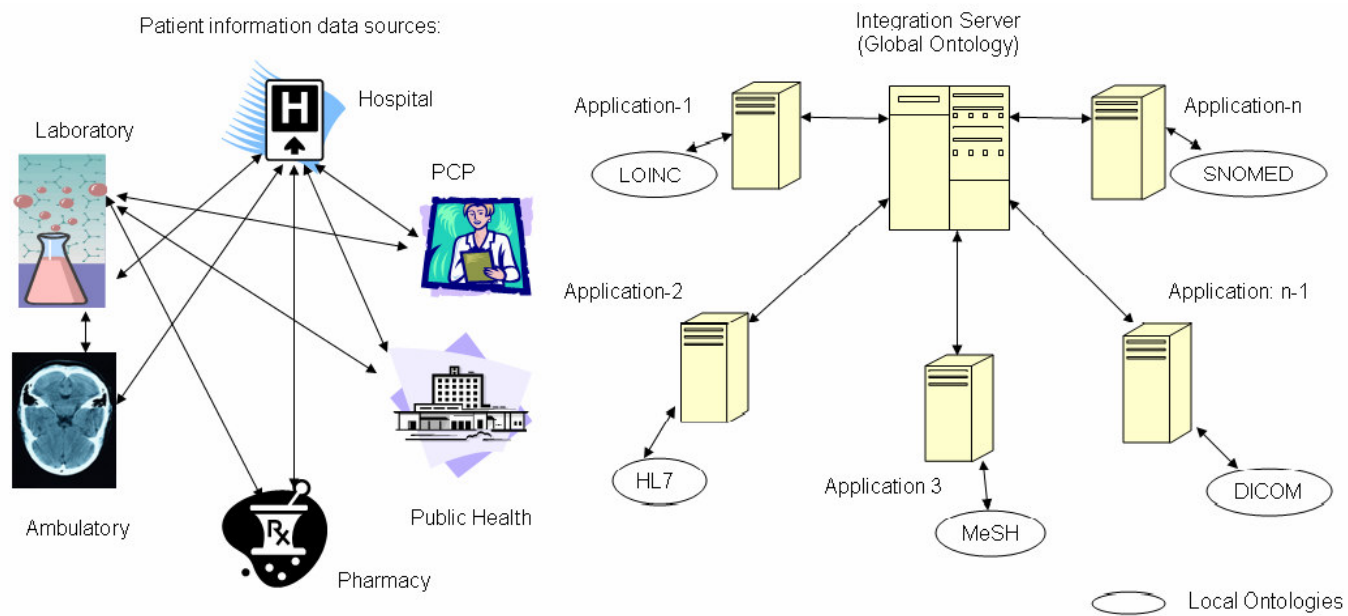 Patient information data sources:
H
Hospital
Laboratory
PCP
Ambulatory
Public Health
Rx
Pharmacy
Integration Server
(Global Ontology)
Application-1
LOINC
Application-n
SNOMED
Application-2
HL7
Application 3
MeSH
Application: n-1
DICOM
Local Ontologies